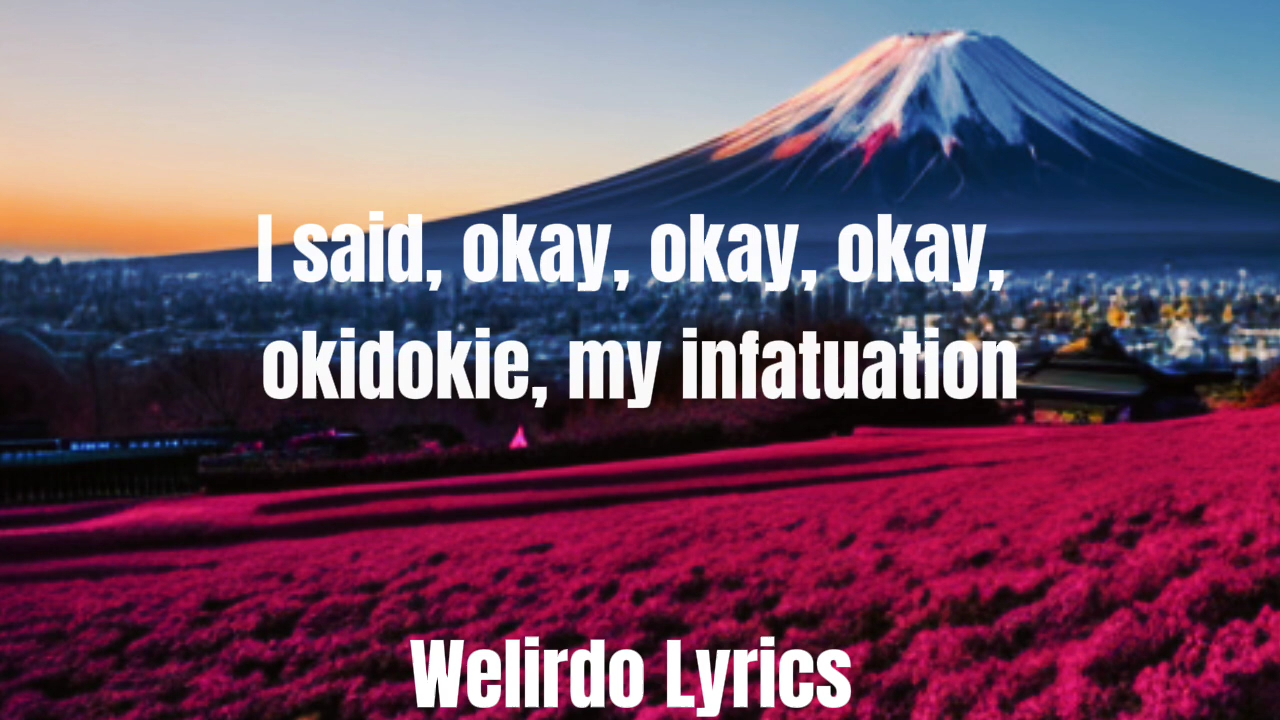 I said, okay, okay, okay,
okidokie, my infatuation
Welirdo Lyrics